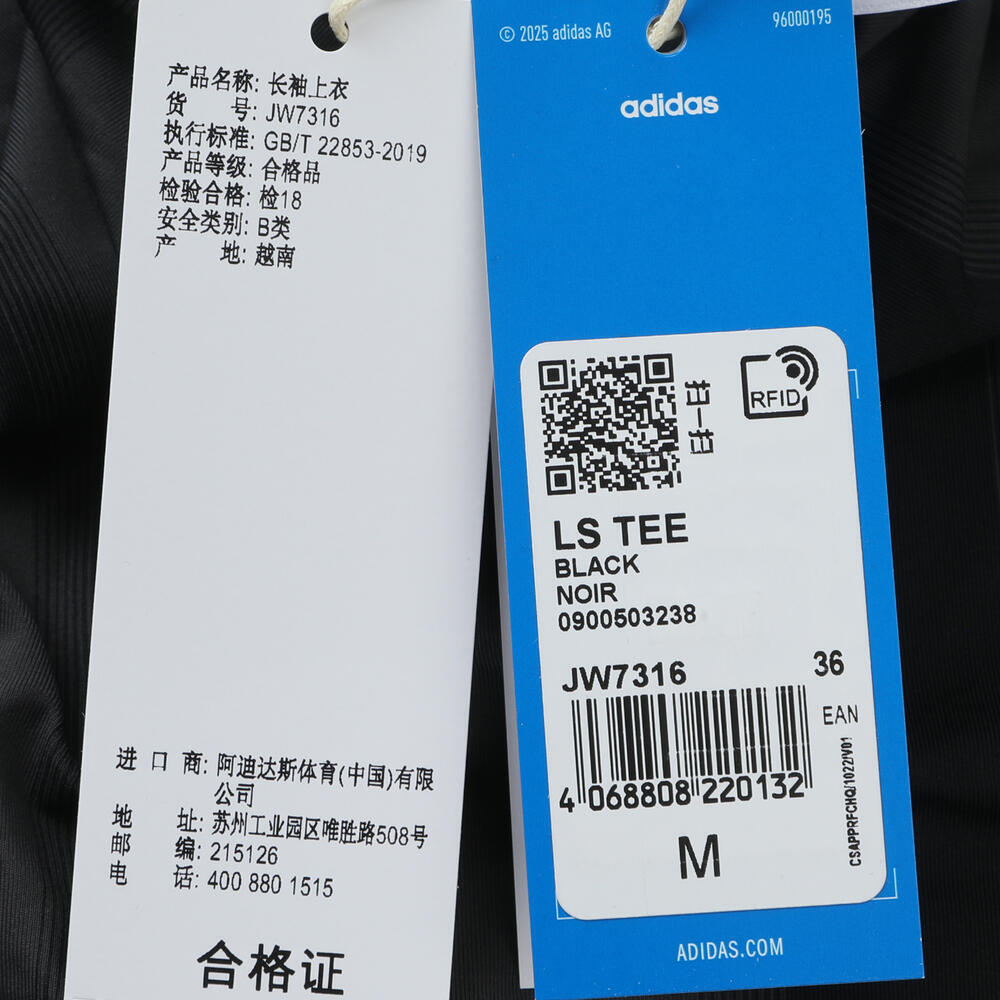 产品名称: 长袖上衣
货 号: JW7316
执行标准: GB/T 22853-2019
产品等级: 合格品
检验合格: 检18
安全类别: B类
产 地: 越南
进 口 商: 阿迪达斯体育(中国)有限
公司
地 址: 苏州工业园区唯胜路508号
邮 编: 215126
电 话: 400 880 1515
合格证
© 2025 adidas AG
96000195
adidas
扫一扫
RFID
LS TEE
BLACK
NOIR
0900503238
JW7316
36
EAN
4 068808 220132
CSAPPRFCHQ/1022/V01
M
ADIDAS.COM